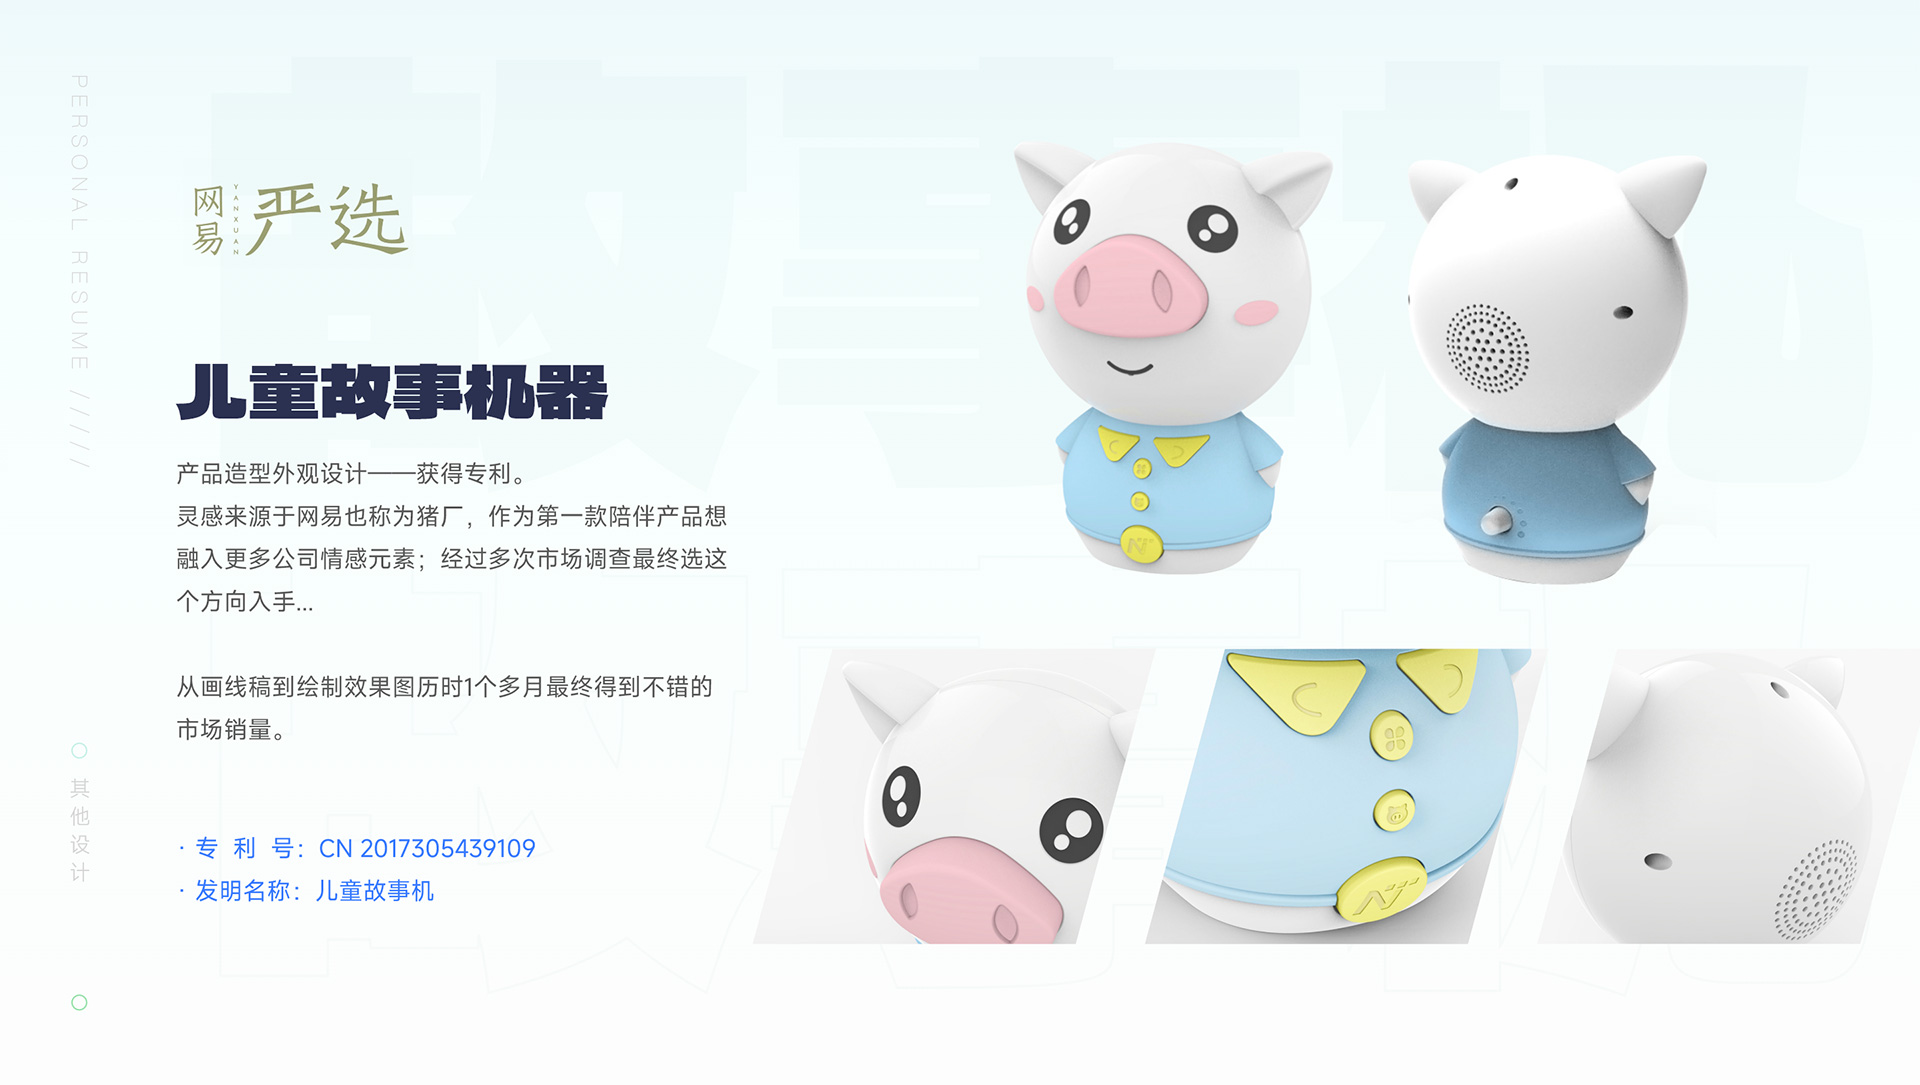 PERSONAL RESUME /////
网易
YANXUAN
严选
故事机
儿童故事机器
产品造型外观设计——获得专利。
灵感来源于网易也称为猪厂，作为第一款陪伴产品想
融入更多公司情感元素；经过多次市场调查最终选这
个方向入手...
从画线稿到绘制效果图历时1个多月最终得到不错的
市场销量。
· 专 利 号：CN 2017305439109
· 发明名称：儿童故事机
其他设计
故事机